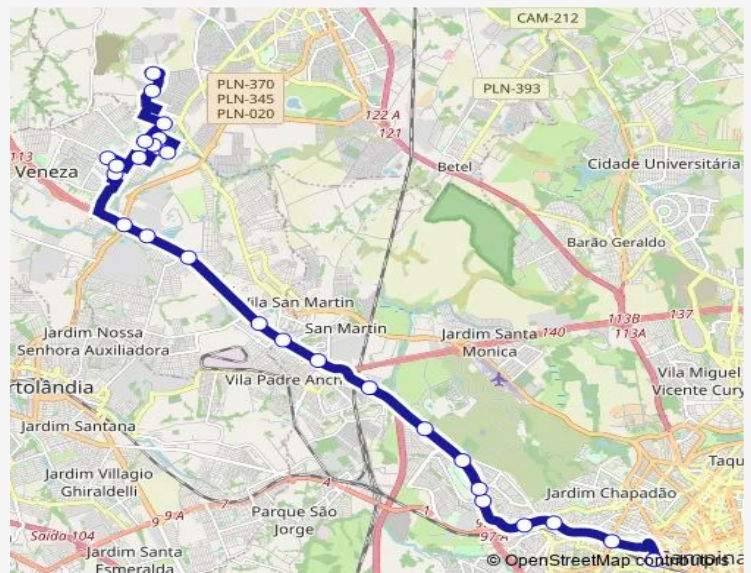 CAM-212
PLN-370
PLN-345
PLN-020
PLN-393
122 A
121
113
Veneza
Betel
Cidade Universitária
Barão Geraldo
Vila San Martin
San Martin
Jardim Nossa
Senhora Auxiliadora
Jardim Santa
Monica
140
113B
113A
137
rtolândia
Vila Padre Anch
Vila Miguel
Vicente Cury
Jardim Santana
Jardim Villagio
Ghiraldelli
Taqu
Jardim Chapadão
Parque São
Jorge
4
7
1
9
9 A
Saída 104
97 A
Jardim Santa
Esmeralda
Campina
© OpenStreetMap contributors